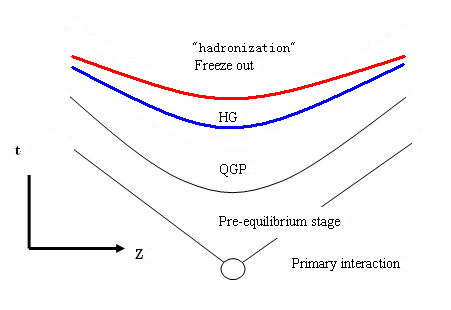 "hadronization"
Freeze out
HG
t
QGP
Pre-equilibrium stage
Z
Primary interaction